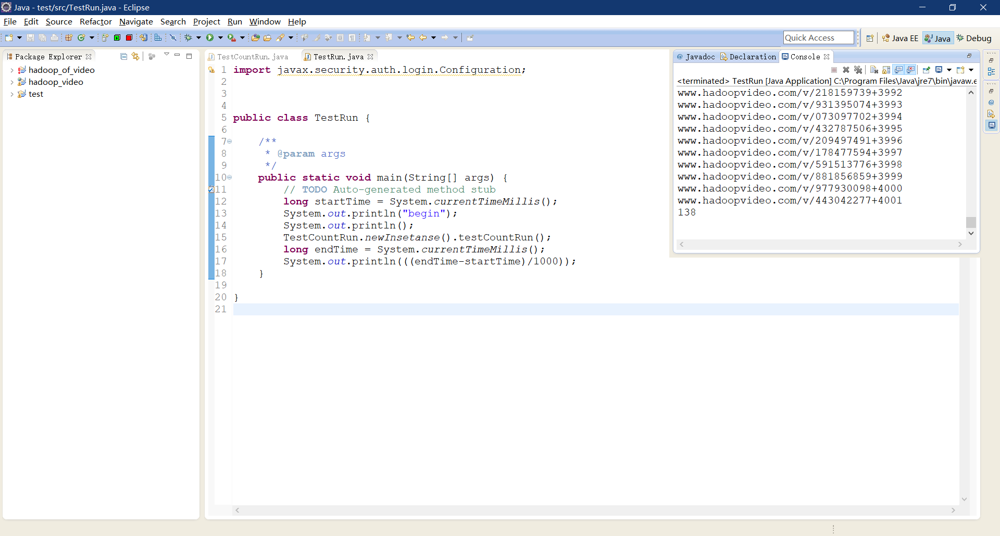 Java - test/src/TestRun.java - Eclipse
File Edit Source Refactor Navigate Search Project Run Window Help
Quick Access
Java EE
Java
Debug
Package Explorer
hadoop_of_video
hadoop_video
test
TestCountRun.java
TestRun.java
1 import javax.security.auth.login.Configuration;
2
3
4
5 public class TestRun {
6
7 /**
8 * @param args
9 */
10 public static void main(String[] args) {
11 // TODO Auto-generated method stub
12 long startTime = System.currentTimeMillis();
13 System.out.println("begin");
14 System.out.println();
15 TestCountRun.newInsetanse().testCountRun();
16 long endTime = System.currentTimeMillis();
17 System.out.println(((endTime-startTime)/1000));
18 }
19
20 }
21
@ Javadoc
Declaration
Console
<terminated> TestRun [Java Application] C:\Program Files\Java\jre7\bin\javaw.e
www.hadoopvideo.com/v/218159739+3992
www.hadoopvideo.com/v/931395074+3993
www.hadoopvideo.com/v/073097702+3994
www.hadoopvideo.com/v/432787506+3995
www.hadoopvideo.com/v/209497491+3996
www.hadoopvideo.com/v/178477594+3997
www.hadoopvideo.com/v/591513776+3998
www.hadoopvideo.com/v/881856859+3999
www.hadoopvideo.com/v/977930098+4000
www.hadoopvideo.com/v/443042277+4001
138